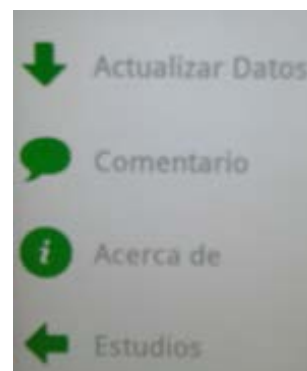 Actualizar Datos
Comentario
i Acerca de
Estudios